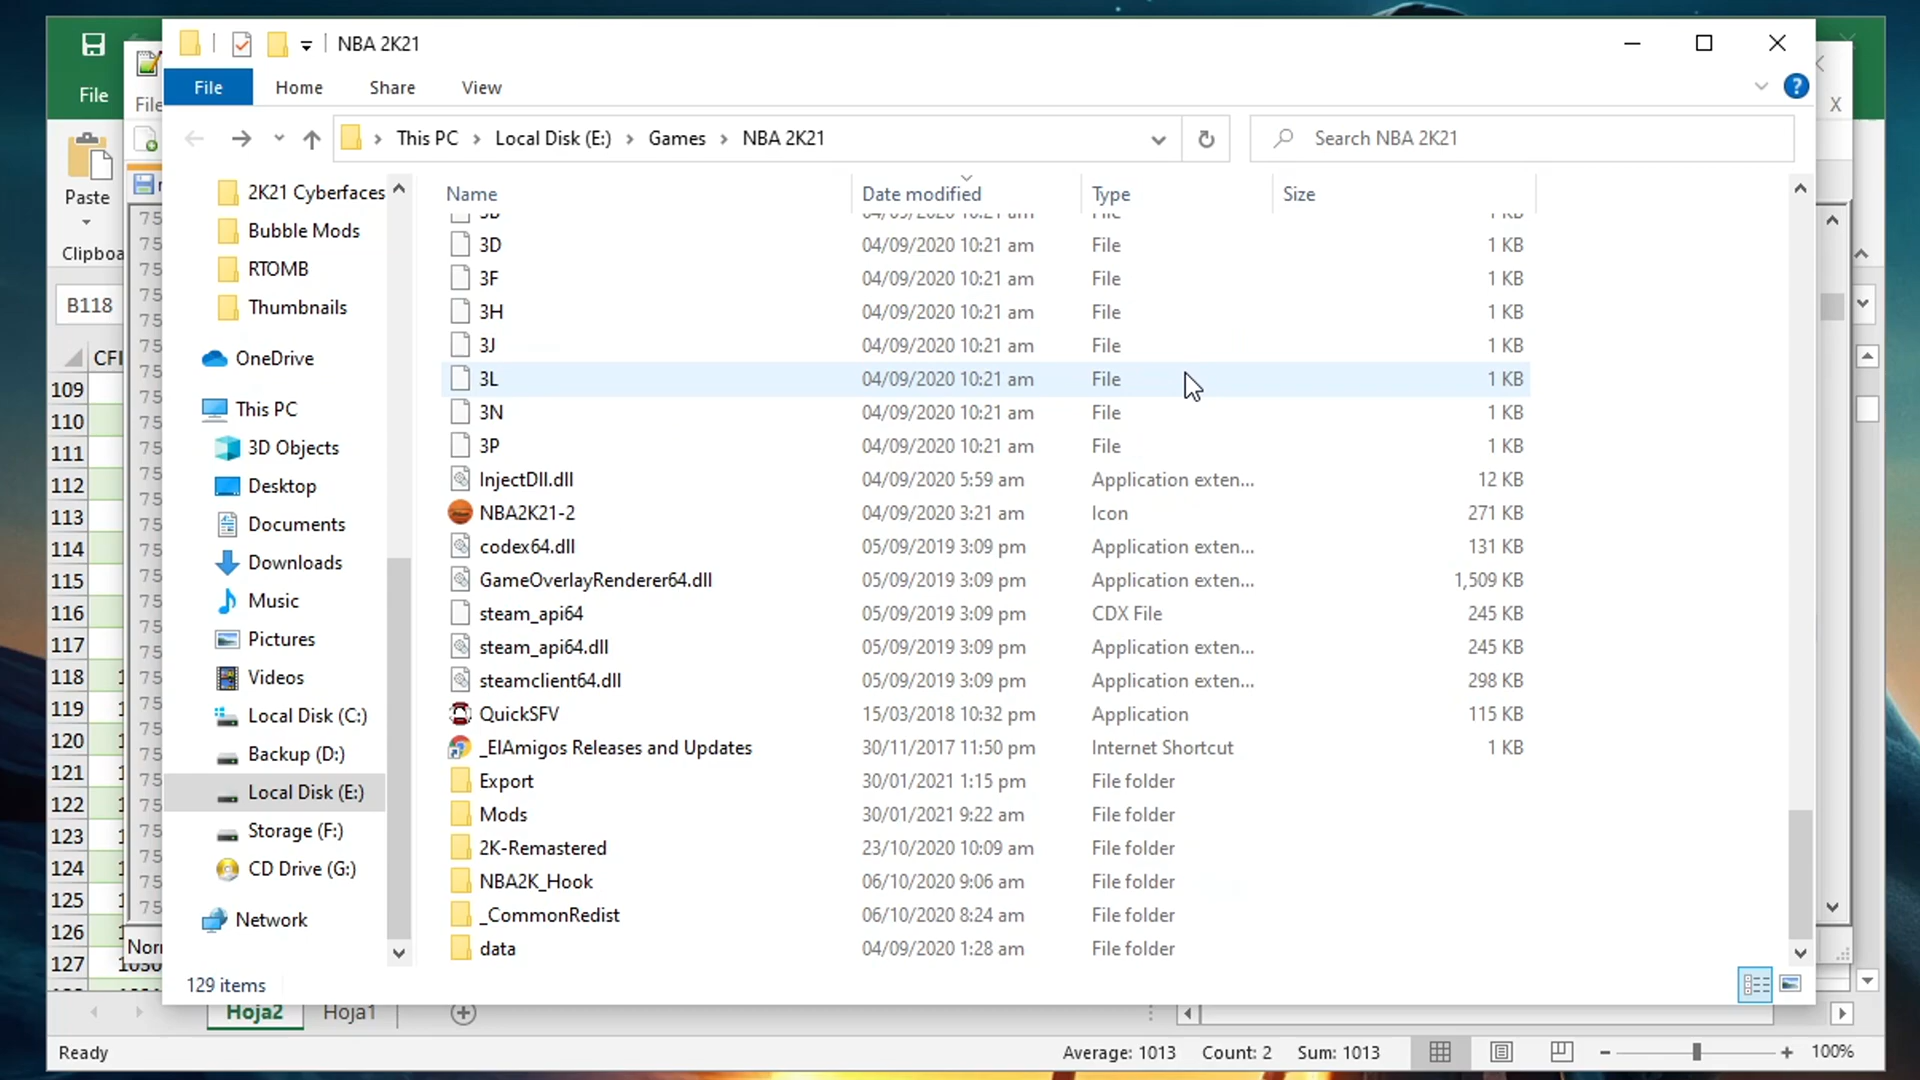 NBA 2K21
File
Home
Share
View
This PC
Local Disk (E:)
Games
NBA 2K21
Search NBA 2K21
2K21 Cyberfaces
Bubble Mods
RTOMB
Thumbnails
OneDrive
This PC
3D Objects
Desktop
Documents
Downloads
Music
Pictures
Videos
Local Disk (C:)
Backup (D:)
Local Disk (E:)
Storage (F:)
CD Drive (G:)
Network
Name Date modified Type Size
3D 04/09/2020 10:21 am File 1 KB
3F 04/09/2020 10:21 am File 1 KB
3H 04/09/2020 10:21 am File 1 KB
3J 04/09/2020 10:21 am File 1 KB
3L 04/09/2020 10:21 am File 1 KB
3N 04/09/2020 10:21 am File 1 KB
3P 04/09/2020 10:21 am File 1 KB
InjectDll.dll 04/09/2020 5:59 am Application exten... 12 KB
NBA2K21-2 04/09/2020 3:21 am Icon 271 KB
codex64.dll 05/09/2019 3:09 pm Application exten... 131 KB
GameOverlayRenderer64.dll 05/09/2019 3:09 pm Application exten... 1,509 KB
steam_api64 05/09/2019 3:09 pm CDX File 245 KB
steam_api64.dll 05/09/2019 3:09 pm Application exten... 245 KB
steamclient64.dll 05/09/2019 3:09 pm Application exten... 298 KB
QuickSFV 15/03/2018 10:32 pm Application 115 KB
_ElAmigos Releases and Updates 30/11/2017 11:50 pm Internet Shortcut 1 KB
Export 30/01/2021 1:15 pm File folder
Mods 30/01/2021 9:22 am File folder
2K-Remastered 23/10/2020 10:09 am File folder
NBA2K_Hook 06/10/2020 9:06 am File folder
_CommonRedist 06/10/2020 8:24 am File folder
data 04/09/2020 1:28 am File folder
129 items
File
Paste
B118
109
110
111
112
113
114
115
116
117
118
119
120
121
122
123
124
125
126
127
Hoja2
Hoja1
Ready
Average: 1013 Count: 2 Sum: 1013
100%